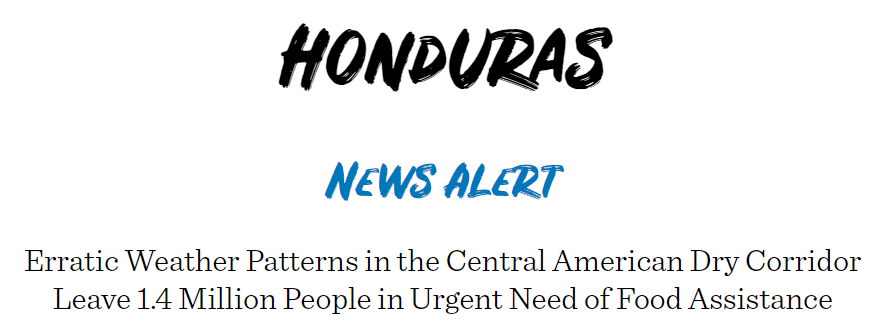 HONDURAS
NEWS ALERT
Erratic Weather Patterns in the Central American Dry Corridor
Leave 1.4 Million People in Urgent Need of Food Assistance